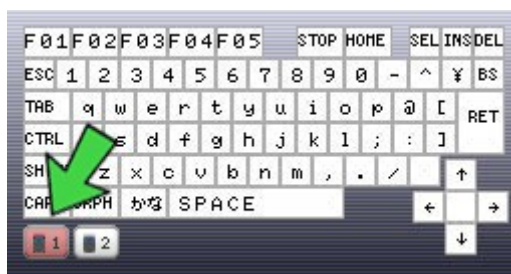 F01 F02 F03 F04 F05 STOP HOME SEL INS DEL
ESC 1 2 3 4 5 6 7 8 9 0 - ^ ¥ BS
TAB q w e r t y u i o p @ [ RET
CTRL s d f g h j k l ; : ]
z x c v b n m , . / ↑
かな SPACE ← →
1 2 ↓